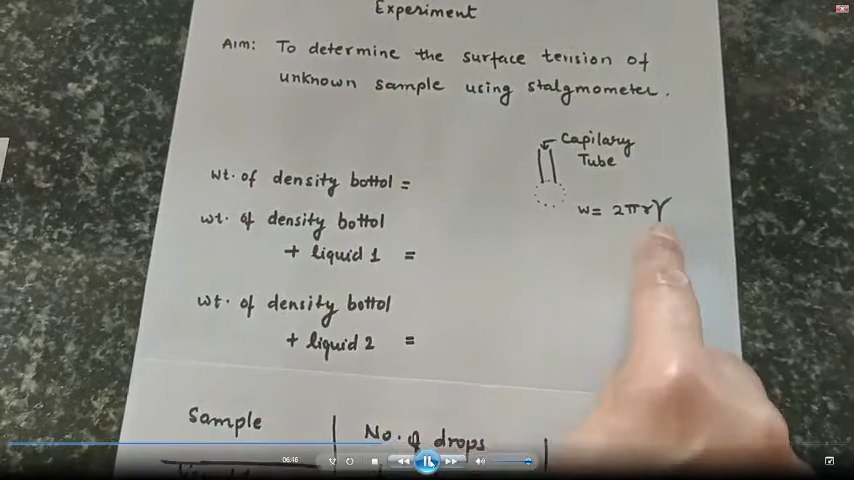 Experiment
Aim: To determine the surface tension of
unknown sample using stalgmometer.
Capilary
Tube
wt. of density bottol =
w = 2πrγ
wt. of density bottol
+ liquid 1 =
wt. of density bottol
+ liquid 2 =
Sample
No. of drops
06:46